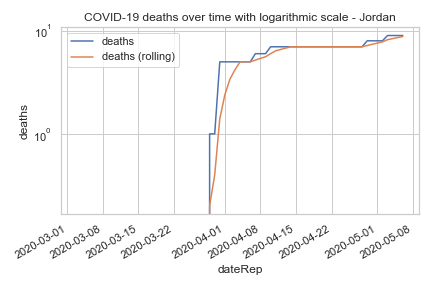 COVID-19 deaths over time with logarithmic scale - Jordan
10¹
deaths
deaths (rolling)
deaths
10⁰
2020-03-01
2020-03-08
2020-03-15
2020-03-22
2020-04-01
2020-04-08
2020-04-15
2020-04-22
2020-05-01
2020-05-08
dateRep